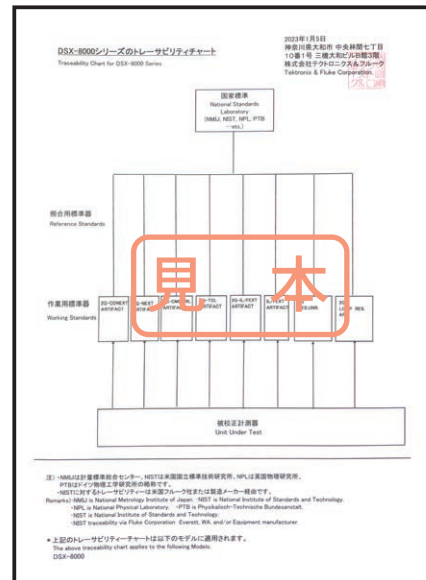 DSX-8000シリーズのトレーサビリティチャート
Traceability Chart for DSX-8000 Series
2023年1月5日
神奈川県大和市 中央林間七丁目
10番1号 三機大和ビルB館3階
株式会社テクトロニクス&フルーク
Tektronix & Fluke Corporation
国家標準
National Standards
Laboratory
(NMIJ, NIST, NPL, PTB
…etc.)
照合用標準器
Reference Standards
見 本
作業用標準器
Working Standards
ARTIFACT
ARTIFACT
ARTIFACT
ARTIFACT
ARTIFACT
被校正計測器
Unit Under Test
注)・NMIJは計量標準総合センター、NISTは米国国立標準技術研究所、NPLは英国物理研究所、
PTBはドイツ物理工学研究所の略称です。
・NISTに対するトレーサビリティーは米国フルーク社または製造メーカー経由です。
Remarks)・NMIJ is National Metrology Institute of Japan ・NIST is National Institute of Standards and Technology.
・NPL is National Physical Laboratory. ・PTB is Physikalisch-Technische Bundesanstalt.
・NIST is National Institute of Standards and Technology.
・NIST traceability via Fluke Corporation Everett, WA, and/or Equipment manufacturer.
* 上記のトレーサビリティーチャートは以下のモデルに適用されます。
The above traceability chart applies to the following Models:
DSX-8000